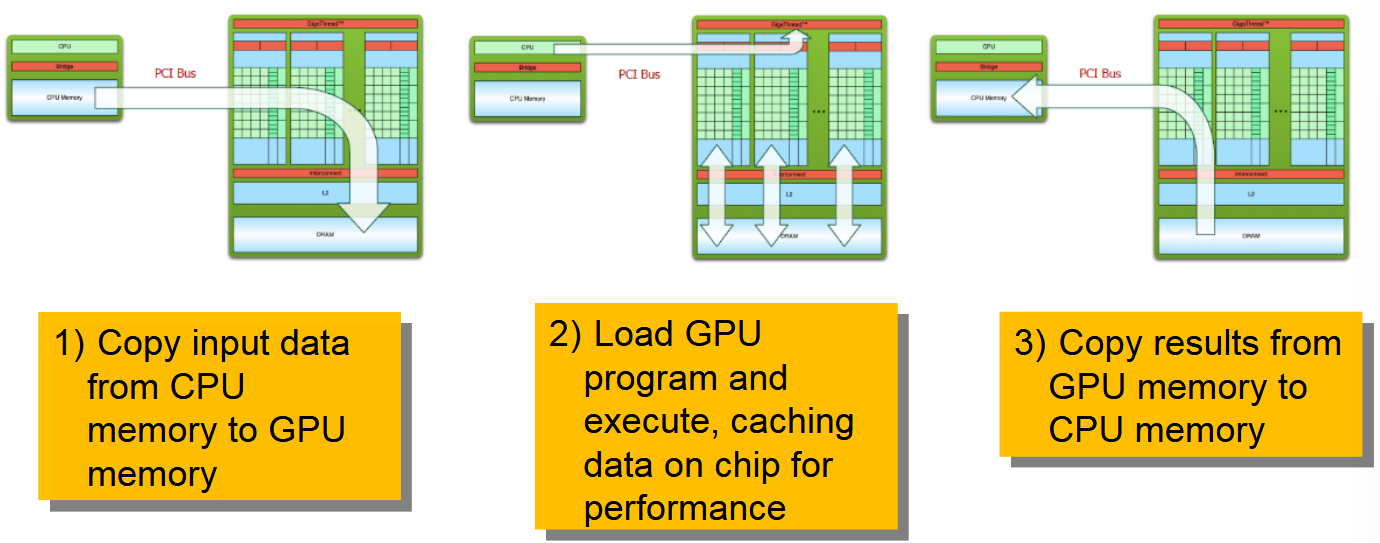 GigaThread™
CPU
Bridge
PCI Bus
CPU Memory
Interconnect
L2
DRAM
GigaThread™
CPU
Bridge
PCI Bus
CPU Memory
...
Interconnect
L2
DRAM
GigaThread™
CPU
Bridge
PCI Bus
CPU Memory
...
Interconnect
L2
DRAM
1) Copy input data
from CPU
memory to GPU
memory
2) Load GPU
program and
execute, caching
data on chip for
performance
3) Copy results from
GPU memory to
CPU memory